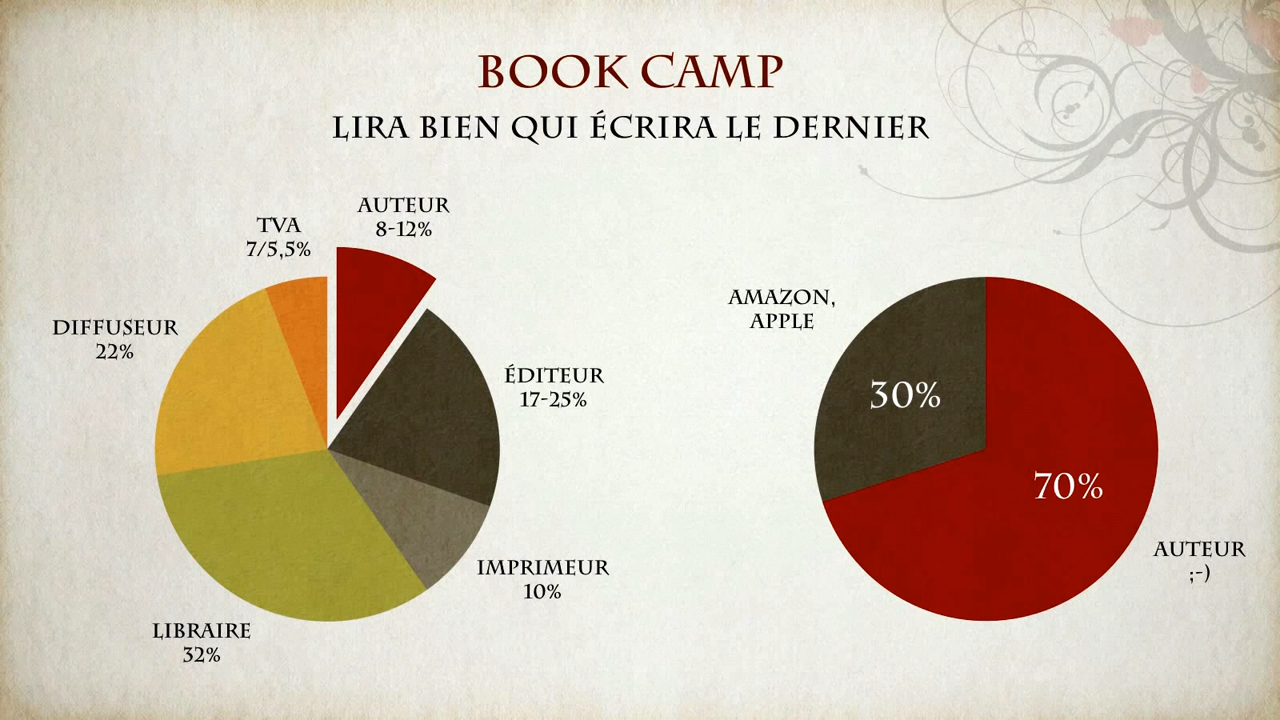 BOOK CAMP
LIRA BIEN QUI ÉCRIRA LE DERNIER
AUTEUR
8-12%
TVA
7/5,5%
DIFFUSEUR
22%
ÉDITEUR
17-25%
IMPRIMEUR
10%
LIBRAIRE
32%
AMAZON,
APPLE
30%
70%
AUTEUR
;-)